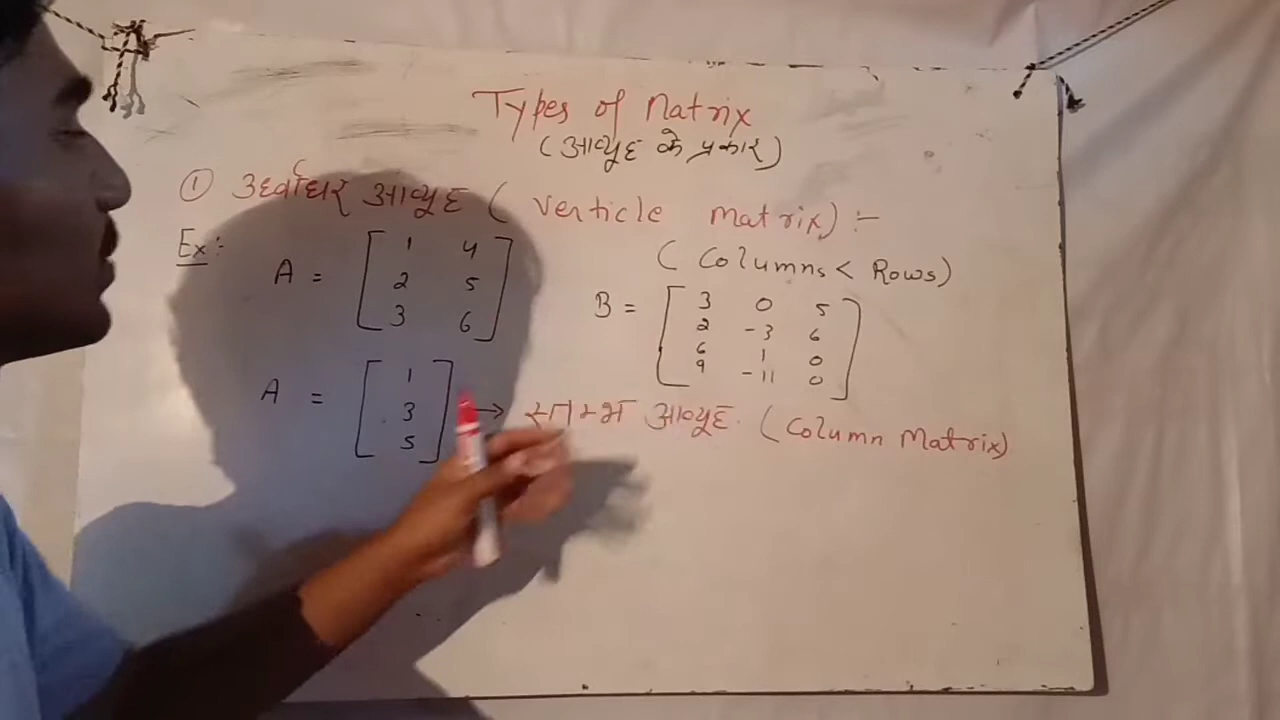 Types of Matrix
(आव्यूह के प्रकार)
① उर्ध्वाधर आव्यूह ( Verticle matrix) :-
Ex:-
(Columns < Rows)
A = [ 1 4
2 5
3 6 ]
B = [ 3 0 5
2 -3 6
6 1 0
9 -11 0 ]
A = [ 1
3
5 ] → स्तम्भ आव्यूह (Column Matrix)